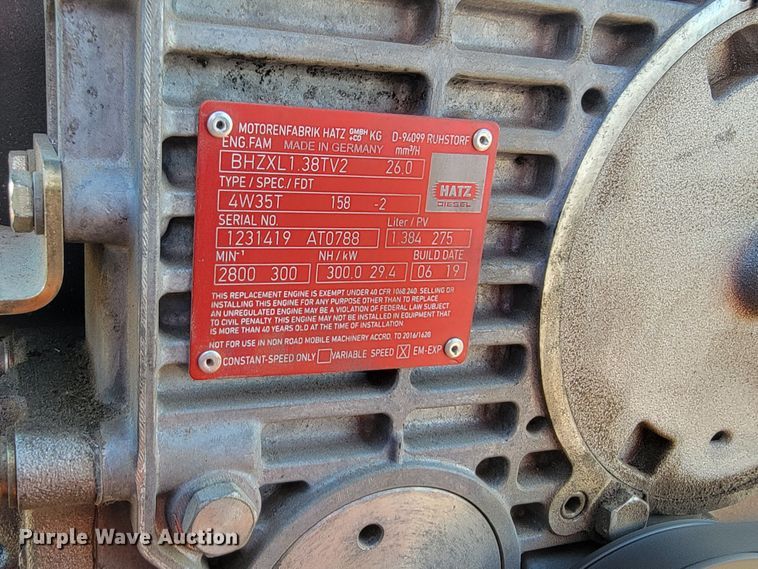 MOTORENFABRIK HATZ GMBH +CO KG D-94099 RUHSTORF
ENG.FAM MADE IN GERMANY mm³/H
BHZXL1.38TV2 26.0
TYPE / SPEC./ FDT
HATZ
DIESEL
4W35T 158 -2
SERIAL NO. Liter / PV
1231419 AT0788 1.384 275
MIN-¹ NH / kW BUILD DATE
2800 300 300.0 29.4 06 19
THIS REPLACEMENT ENGINE IS EXEMPT UNDER 40 CFR 1068.240. SELLING OR
INSTALLING THIS ENGINE FOR ANY PURPOSE OTHER THAN TO REPLACE
AN UNREGULATED ENGINE MAY BE A VIOLATION OF FEDERAL LAW SUBJECT
TO CIVIL PENALTY THIS ENGINE MAY NOT BE INSTALLED IN EQUIPMENT THAT
IS MORE THAN 40 YEARS OLD AT THE TIME OF INSTALLATION.
NOT FOR USE IN NON ROAD MOBILE MACHINERY ACCRD. TO 2016/1628
CONSTANT-SPEED ONLY VARIABLE SPEED X EM-EXP
Purple Wave Auction